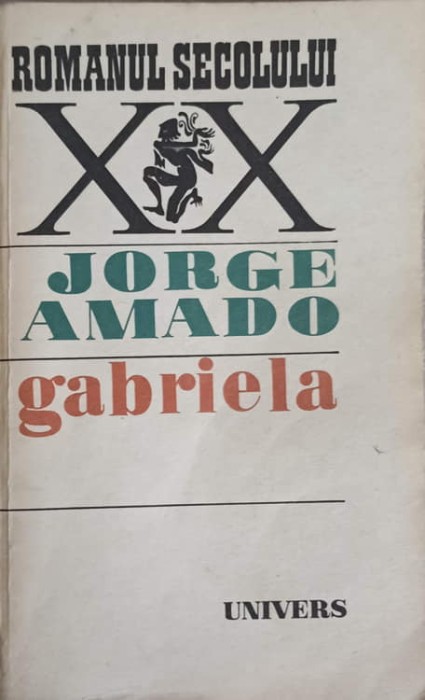 ROMANUL SECOLULUI
XX
JORGE
AMADO
gabriela
UNIVERS